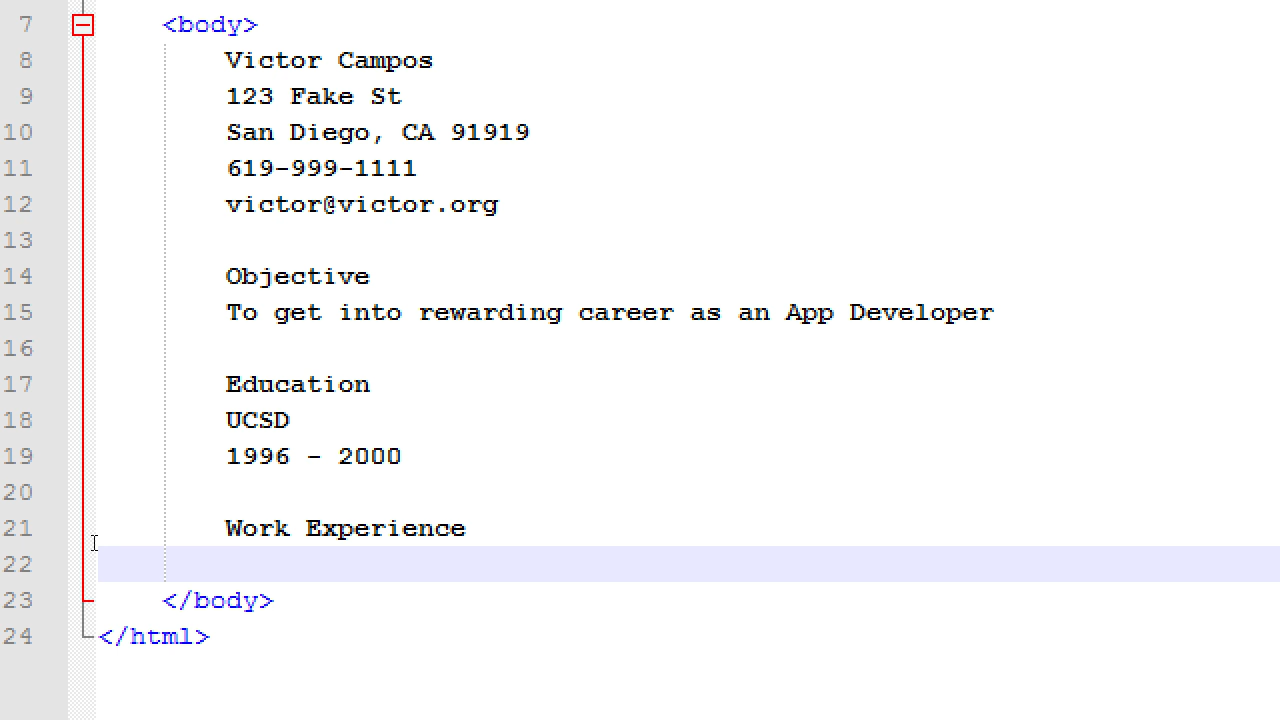 7 <body>
8 Victor Campos
9 123 Fake St
10 San Diego, CA 91919
11 619-999-1111
12 victor@victor.org
13
14 Objective
15 To get into rewarding career as an App Developer
16
17 Education
18 UCSD
19 1996 - 2000
20
21 Work Experience
22
23 </body>
24 </html>